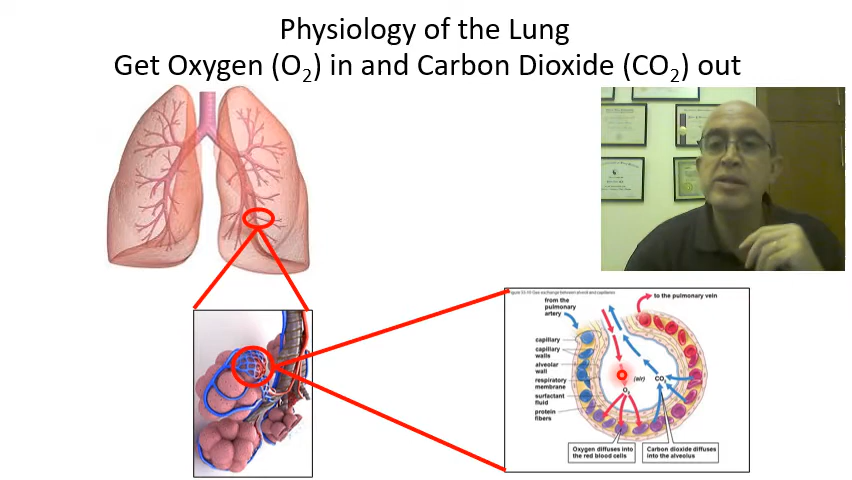 Physiology of the Lung
Get Oxygen (O₂) in and Carbon Dioxide (CO₂) out
Gas exchange between alveoli and capillaries
from the
pulmonary
artery
to the pulmonary vein
capillary
capillary
walls
alveolar
wall
respiratory
membrane
surfactant
fluid
protein
fibers
(air)
CO₂
O₂
Oxygen diffuses into
the red blood cells
Carbon dioxide diffuses
into the alveolus